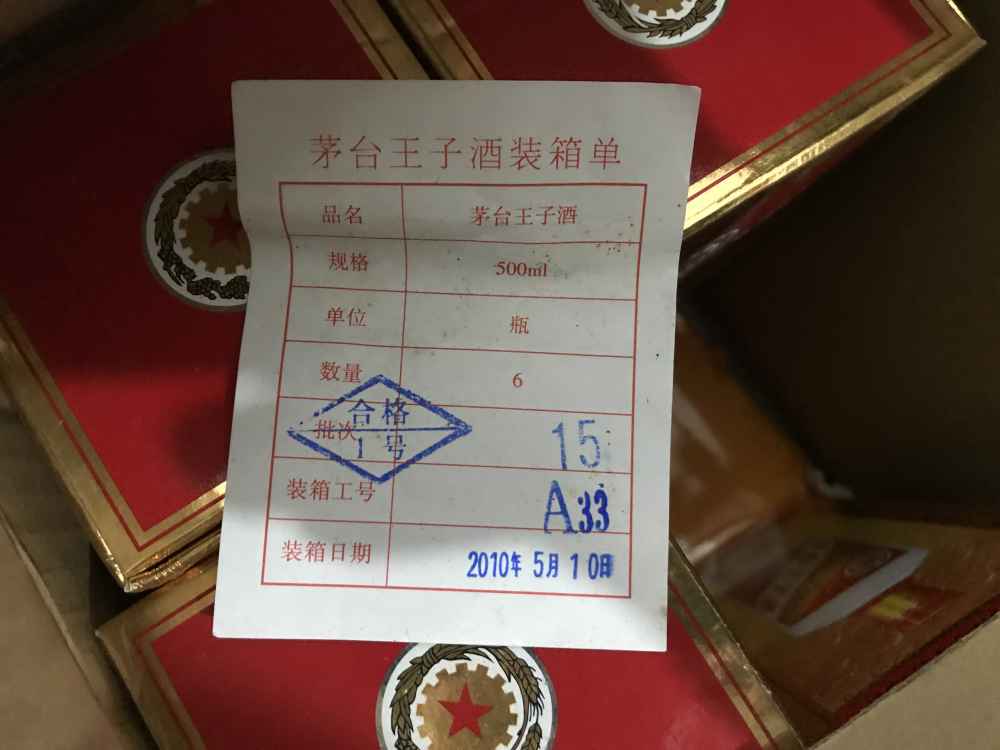 茅台王子酒装箱单
品名 茅台王子酒
规格 500ml
单位 瓶
数量 6
合格
批次 15
1号
装箱工号 A33
装箱日期 2010年5月10日